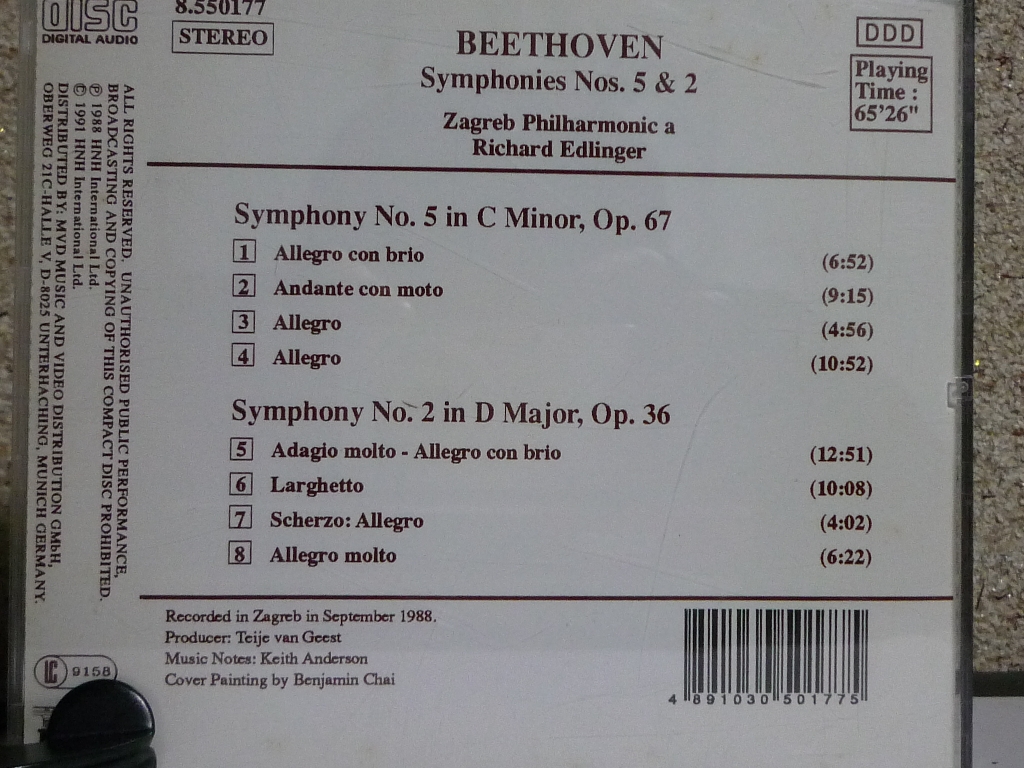 DISC
DIGITAL AUDIO
8.550177
STEREO
BEETHOVEN
Symphonies Nos. 5 & 2
Zagreb Philharmonic a
Richard Edlinger
DDD
Playing
Time :
65'26"
Symphony No. 5 in C Minor, Op. 67
1 Allegro con brio (6:52)
2 Andante con moto (9:15)
3 Allegro (4:56)
4 Allegro (10:52)
Symphony No. 2 in D Major, Op. 36
5 Adagio molto - Allegro con brio (12:51)
6 Larghetto (10:08)
7 Scherzo: Allegro (4:02)
8 Allegro molto (6:22)
Recorded in Zagreb in September 1988.
Producer: Teije van Geest
Music Notes: Keith Anderson
Cover Painting by Benjamin Chai
4 891030 501775
ALL RIGHTS RESERVED. UNAUTHORISED PUBLIC PERFORMANCE,
BROADCASTING AND COPYING OF THIS COMPACT DISC PROHIBITED.
℗ 1988 HNH International Ltd.
© 1991 HNH International Ltd.
DISTRIBUTED BY: MVD MUSIC AND VIDEO DISTRIBUTION GMbH,
OBERWEG 21C-HALLE V, D-8025 UNTERHACHING, MUNICH GERMANY.
LC 9158